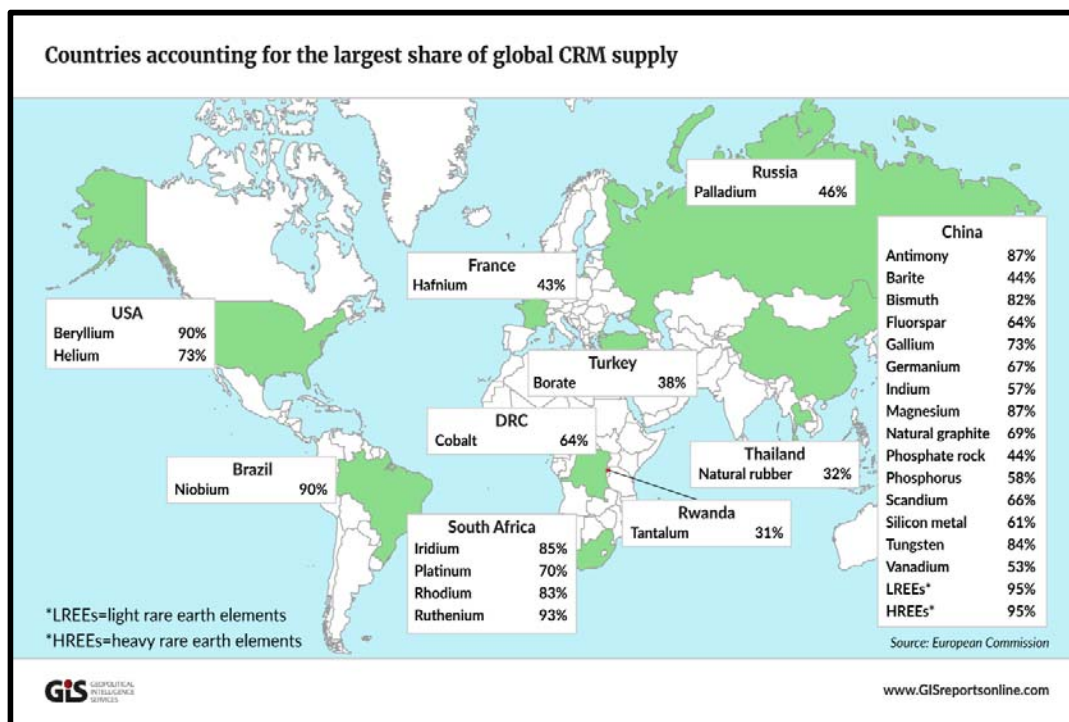 Countries accounting for the largest share of global CRM supply
Russia
Palladium 46%
China
Antimony 87%
Barite 44%
Bismuth 82%
Fluorspar 64%
Gallium 73%
Germanium 67%
Indium 57%
Magnesium 87%
Natural graphite 69%
Phosphate rock 44%
Phosphorus 58%
Scandium 66%
Silicon metal 61%
Tungsten 84%
Vanadium 53%
LREEs* 95%
HREEs* 95%
France
Hafnium 43%
USA
Beryllium 90%
Helium 73%
Turkey
Borate 38%
DRC
Cobalt 64%
Thailand
Natural rubber 32%
Brazil
Niobium 90%
Rwanda
Tantalum 31%
South Africa
Iridium 85%
Platinum 70%
Rhodium 83%
Ruthenium 93%
*LREEs=light rare earth elements
*HREEs=heavy rare earth elements
Source: European Commission
GIS
GEOPOLITICAL
INTELLIGENCE
SERVICES
www.GISreportsonline.com